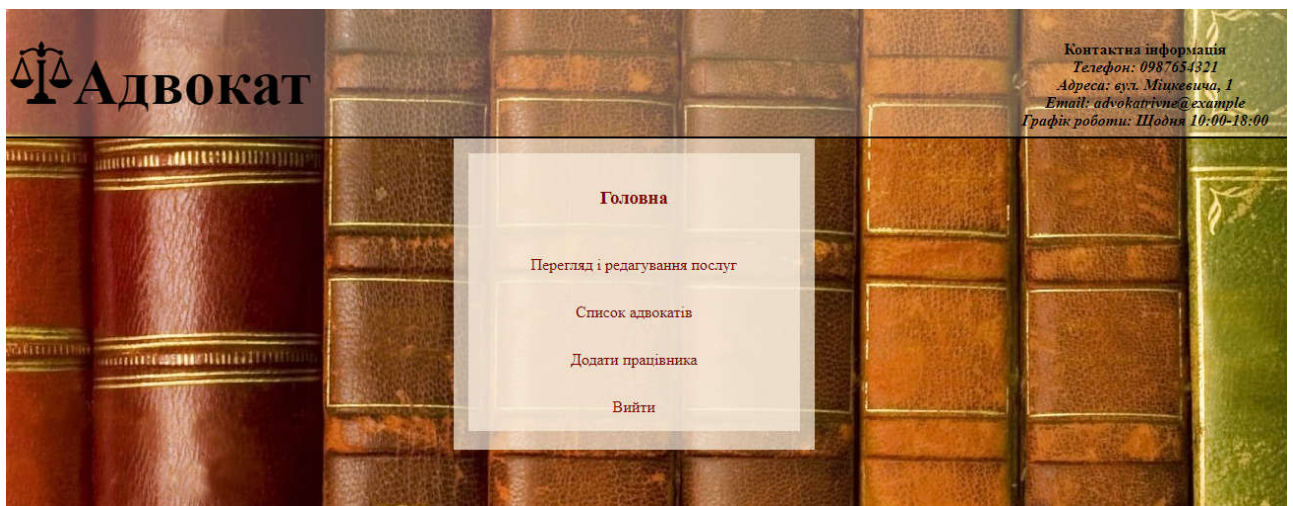 Адвокат
Контактна інформація
Телефон: 0987654321
Адреса: вул. Міцкевича, 1
Email: advokatrivne@example
Графік роботи: Щодня 10:00-18:00
Головна
Перегляд і редагування послуг
Список адвокатів
Додати працівника
Вийти